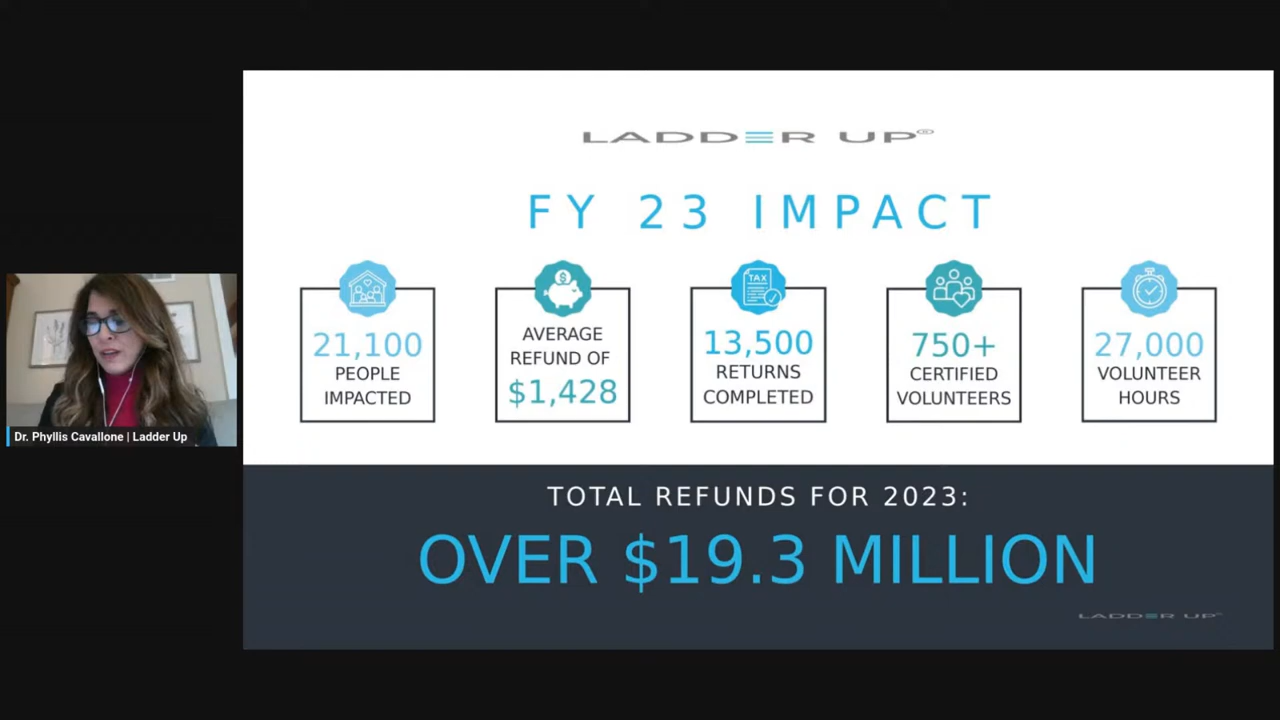 LADDER UP®
FY 23 IMPACT
21,100
PEOPLE
IMPACTED
$
AVERAGE
REFUND OF
$1,428
TAX
13,500
RETURNS
COMPLETED
750+
CERTIFIED
VOLUNTEERS
27,000
VOLUNTEER
HOURS
Dr. Phyllis Cavallone | Ladder Up
TOTAL REFUNDS FOR 2023:
OVER $19.3 MILLION
LADDER UP®